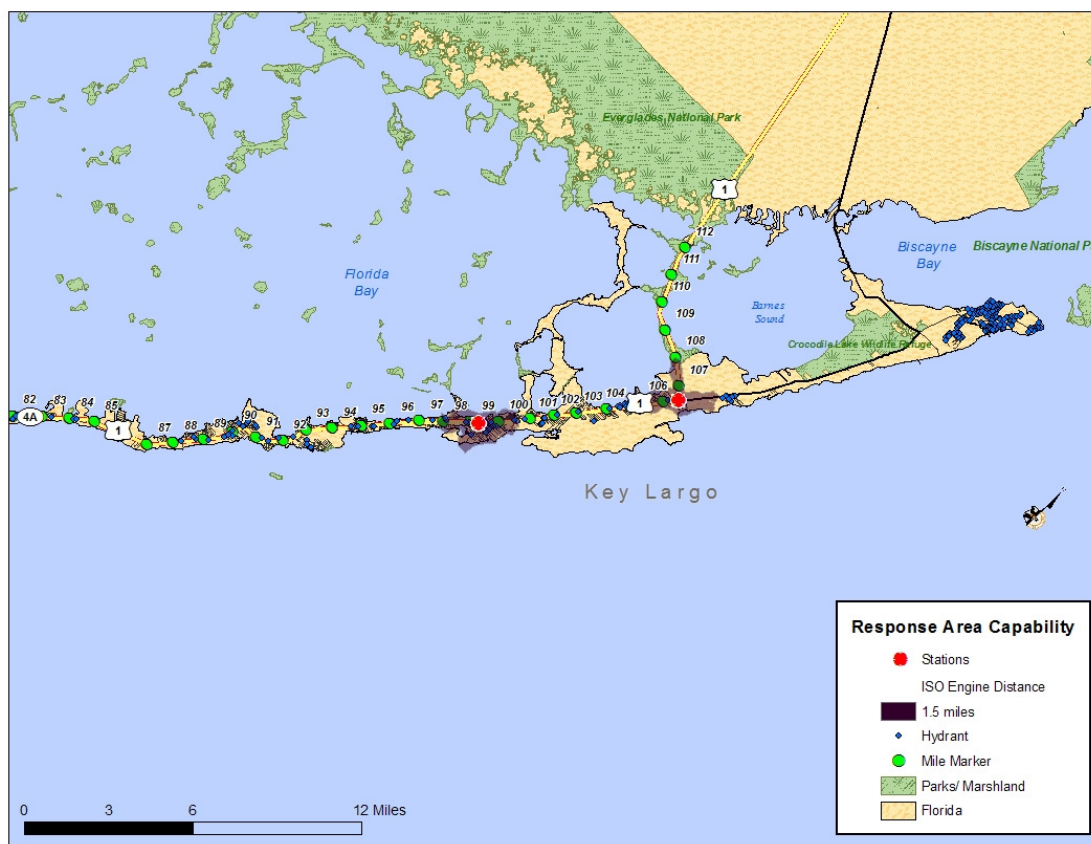 Everglades National Park
1
112
111
110
109
108
107
106
Florida
Bay
Biscayne
Bay
Biscayne National P
Barnes
Sound
Crocodile Lake Wildlife Refuge
82
83
84
85
87
88
89
90
91
92
93
94
95
96
97
98
99
100
101
102
103
104
4A
1
1
Key Largo
Response Area Capability
Stations
ISO Engine Distance
1.5 miles
Hydrant
Mile Marker
Parks/ Marshland
Florida
0 3 6 12 Miles